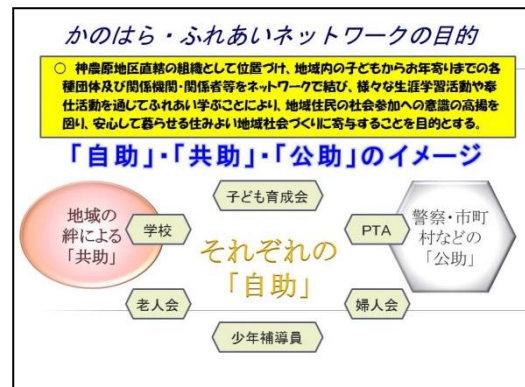 かのはら・ふれあいネットワークの目的
○ 神農原地区直轄の組織として位置づけ、地域内の子どもからお年寄りまでの各
種団体及び関係機関・関係者等をネットワークで結び、様々な生涯学習活動や奉
仕活動を通じてふれあい学ぶことにより、地域住民の社会参加への意識の高揚を
図り、安心して暮らせる住みよい地域社会づくりに寄与することを目的とする。
「自助」・「共助」・「公助」のイメージ
子ども育成会
地域の
絆による
「共助」
学校
それぞれの
「自助」
PTA
警察・市町
村などの
「公助」
老人会
婦人会
少年補導員